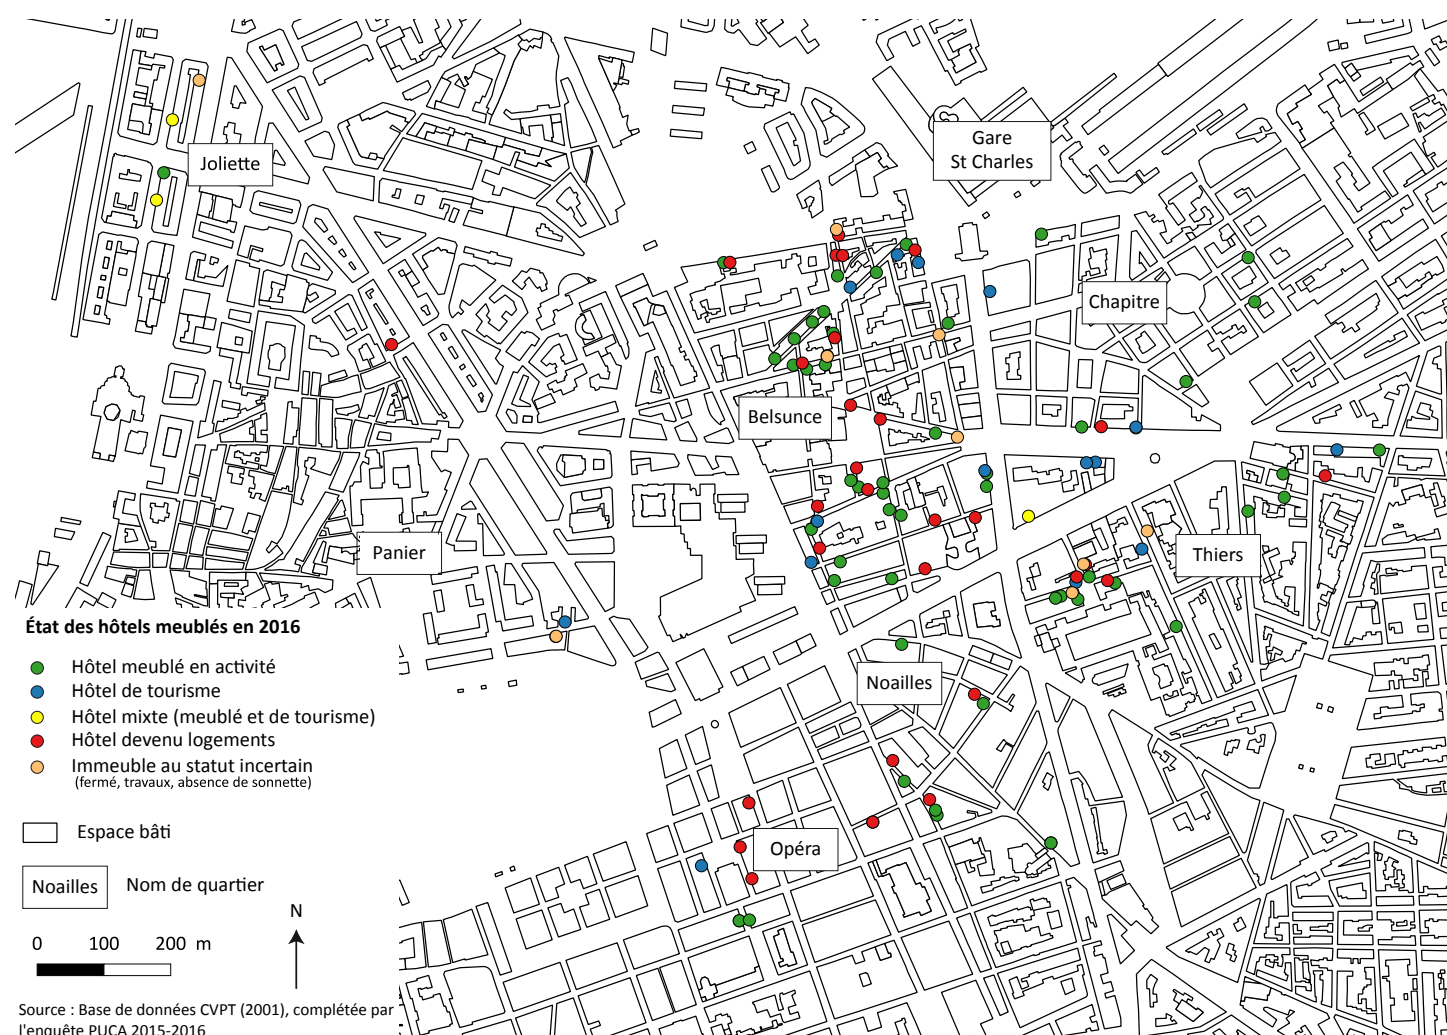 Gare
St Charles
Joliette
Chapitre
Belsunce
Panier
Thiers
Noailles
Opéra
État des hôtels meublés en 2016
Hôtel meublé en activité
Hôtel de tourisme
Hôtel mixte (meublé et de tourisme)
Hôtel devenu logements
Immeuble au statut incertain
(fermé, travaux, absence de sonnette)
Espace bâti
Noailles Nom de quartier
N
0 100 200 m
Source : Base de données CVPT (2001), complétée par
l'enquête PUCA 2015-2016